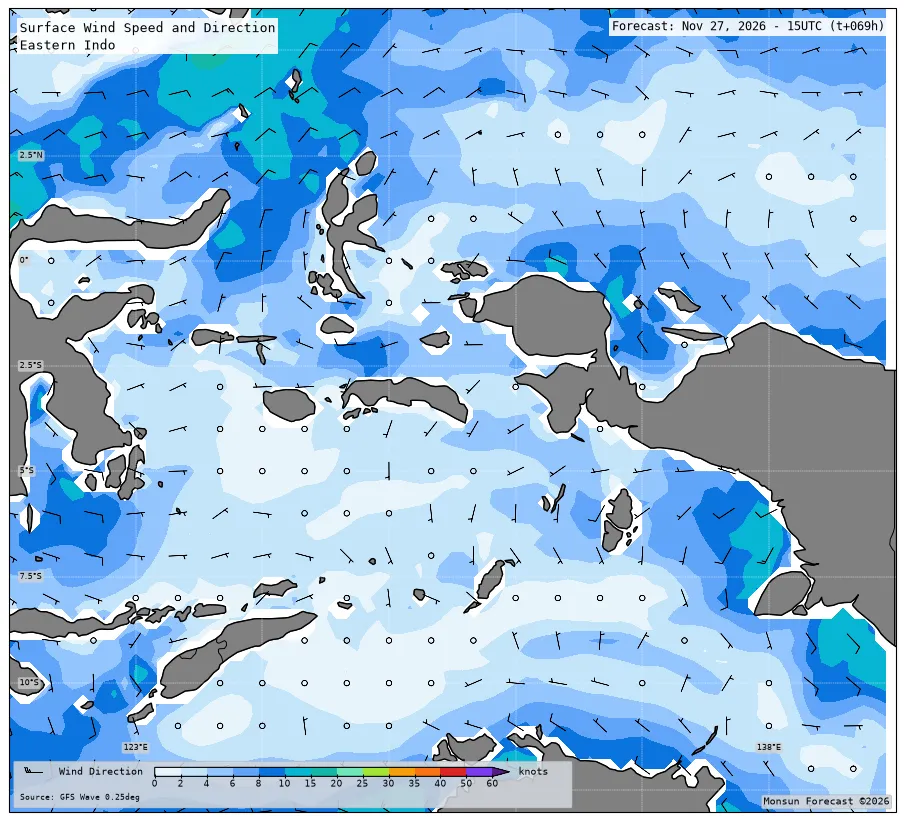 Surface Wind Speed and Direction
Eastern Indo
Forecast: Nov 27, 2026 - 15UTC (t+069h)
2.5°N
0°
2.5°S
5°S
7.5°S
10°S
123°E
138°E
Wind Direction
knots
0 2 4 6 8 10 15 20 25 30 35 40 50 60
Source: GFS Wave 0.25deg
Monsun Forecast ©2026